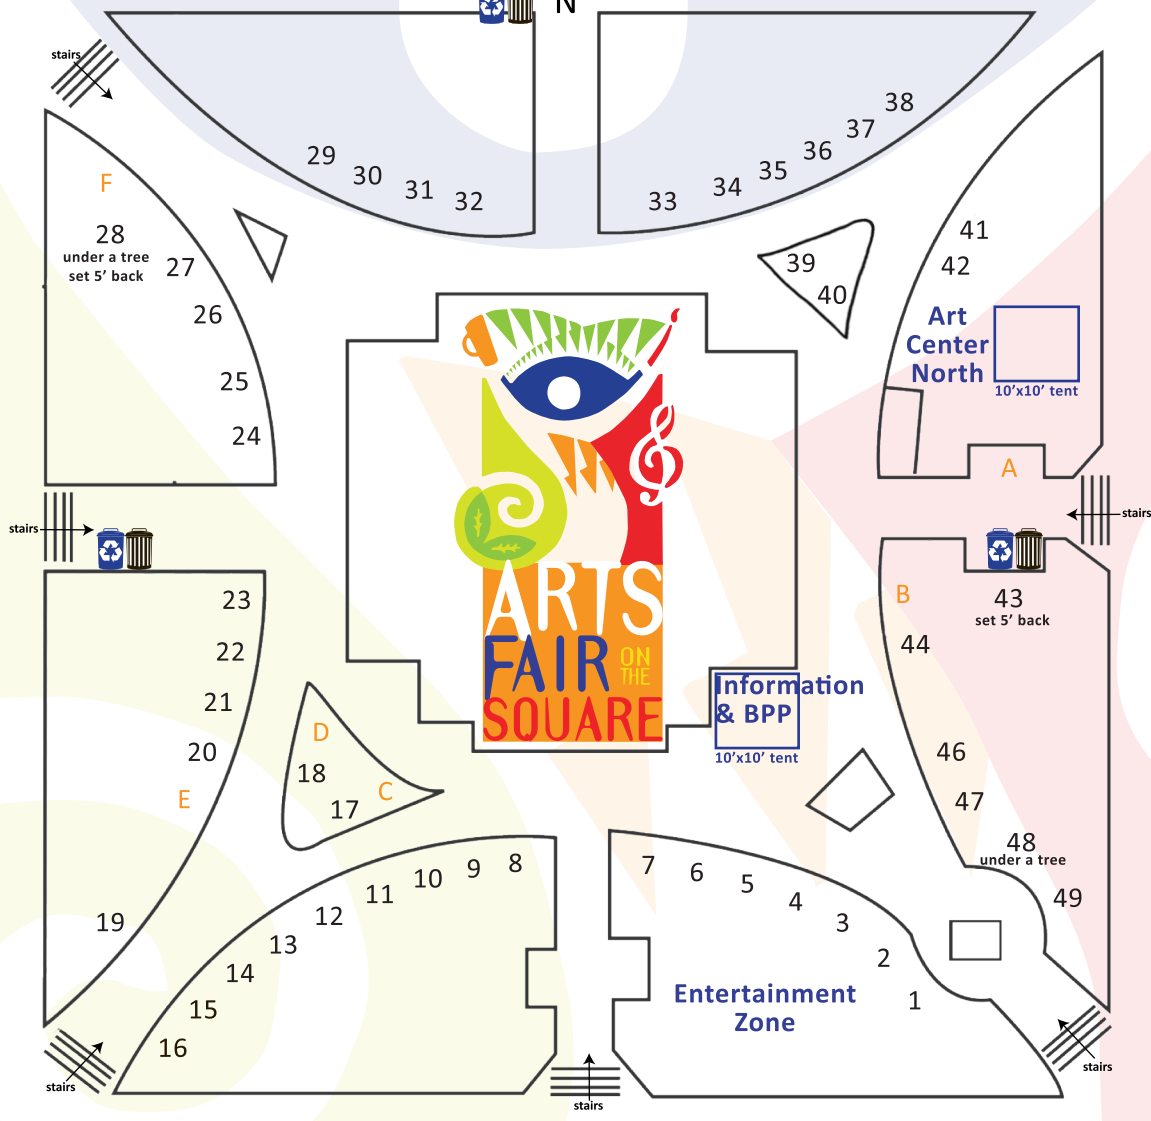 N
stairs
38
37
36
35
34
33
29
30
31
32
F
28
under a tree
set 5’ back
27
26
25
24
39
40
41
42
Art
Center
North
10’x10’ tent
A
stairs
stairs
ARTS
FAIR ON
THE
SQUARE
23
22
21
20
E
19
B
43
set 5’ back
44
Information
& BPP
10’x10’ tent
46
47
48
under a tree
49
D
18
C
17
8
9
10
11
12
13
14
15
16
7
6
5
4
3
2
1
Entertainment
Zone
stairs
stairs
stairs